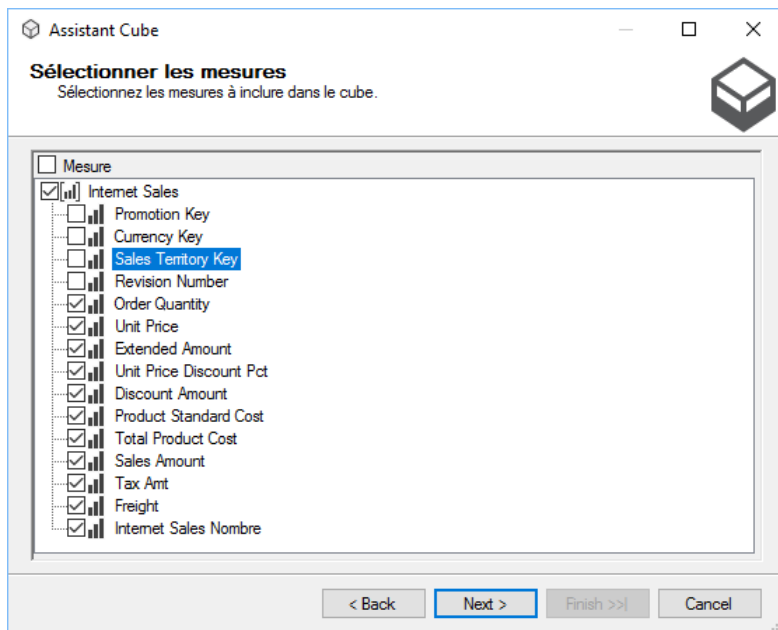 Assistant Cube
Sélectionner les mesures
Sélectionnez les mesures à inclure dans le cube.
Mesure
Internet Sales
Promotion Key
Currency Key
Sales Territory Key
Revision Number
Order Quantity
Unit Price
Extended Amount
Unit Price Discount Pct
Discount Amount
Product Standard Cost
Total Product Cost
Sales Amount
Tax Amt
Freight
Internet Sales Nombre
< Back
Next >
Finish >>|
Cancel